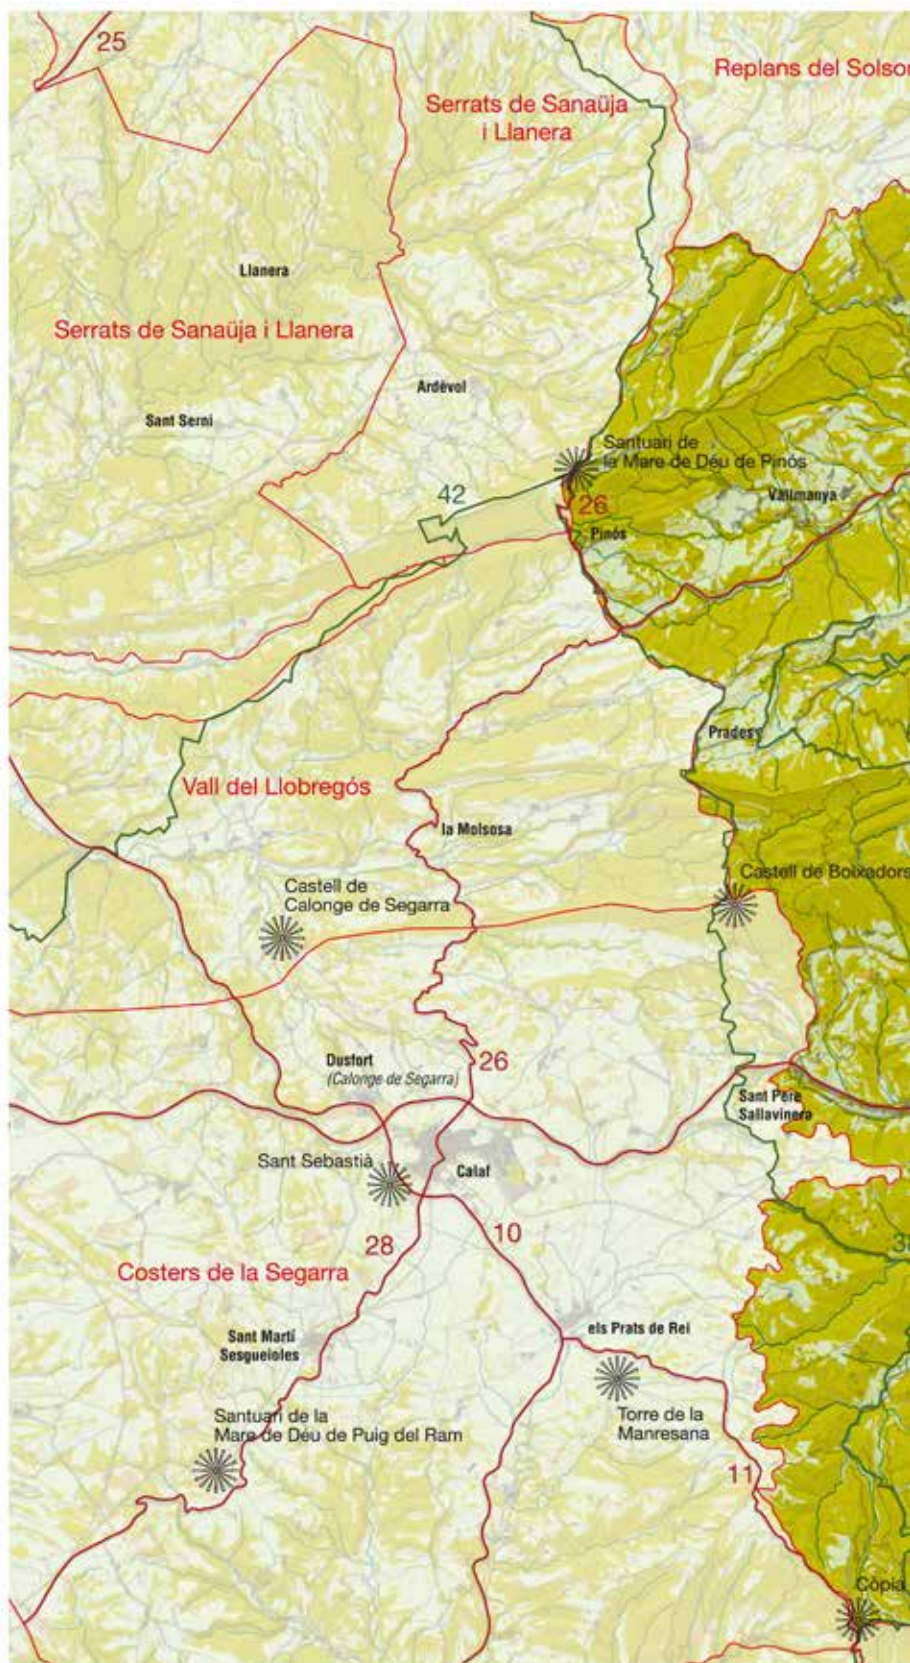 25
Replans del Solson
Serrats de Sanaüja
i Llanera
Llanera
Serrats de Sanaüja i Llanera
Ardèvol
Sant Serni
Santuari de
la Mare de Déu de Pinós
42
26
Vallmanya
Pinós
Prades
Vall del Llobregós
la Molsosa
Castell de Boixadors
Castell de
Calonge de Segarra
Dusfort
(Calonge de Segarra)
26
Sant Pere
Sallavinera
Sant Sebastià
Calaf
28
10
Costers de la Segarra
els Prats de Rei
Sant Martí
Sesgueioles
Torre de la
Manresana
Santuari de la
Mare de Déu de Puig del Ram
11
Còpia